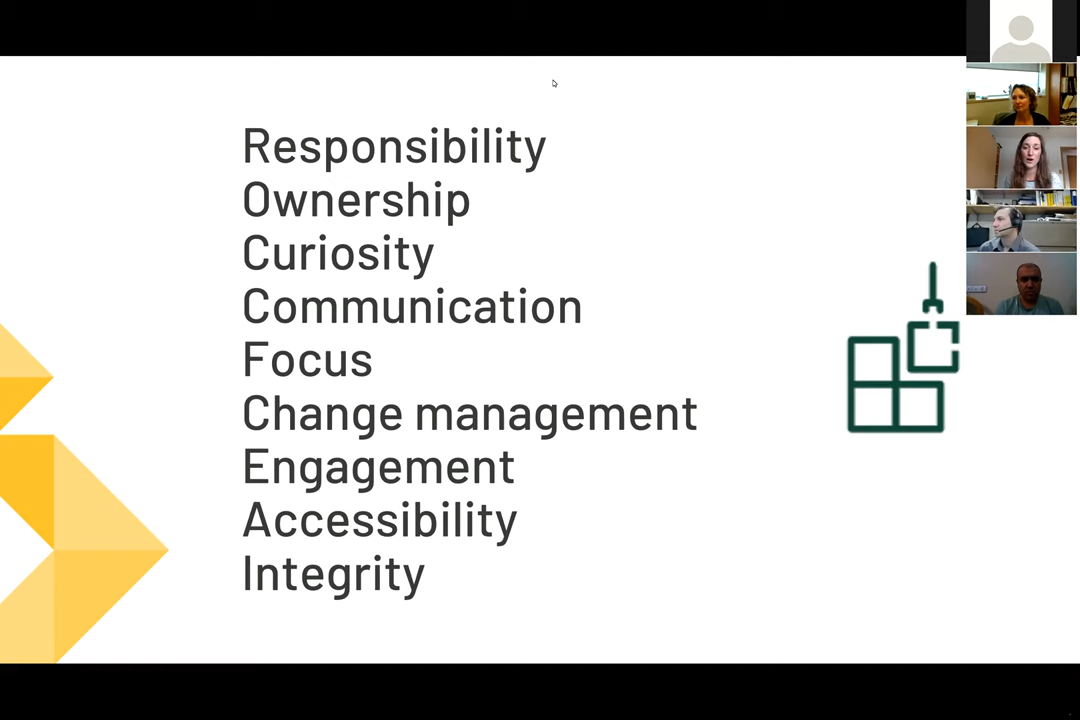 Responsibility
Ownership
Curiosity
Communication
Focus
Change management
Engagement
Accessibility
Integrity